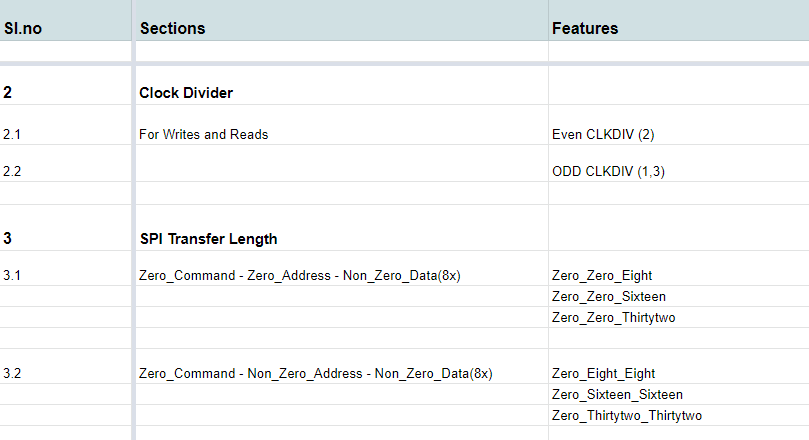 Sl.no Sections Features
2 Clock Divider
2.1 For Writes and Reads Even CLKDIV (2)
2.2 ODD CLKDIV (1,3)
3 SPI Transfer Length
3.1 Zero_Command - Zero_Address - Non_Zero_Data(8x) Zero_Zero_Eight
Zero_Zero_Sixteen
Zero_Zero_Thirtytwo
3.2 Zero_Command - Non_Zero_Address - Non_Zero_Data(8x) Zero_Eight_Eight
Zero_Sixteen_Sixteen
Zero_Thirtytwo_Thirtytwo